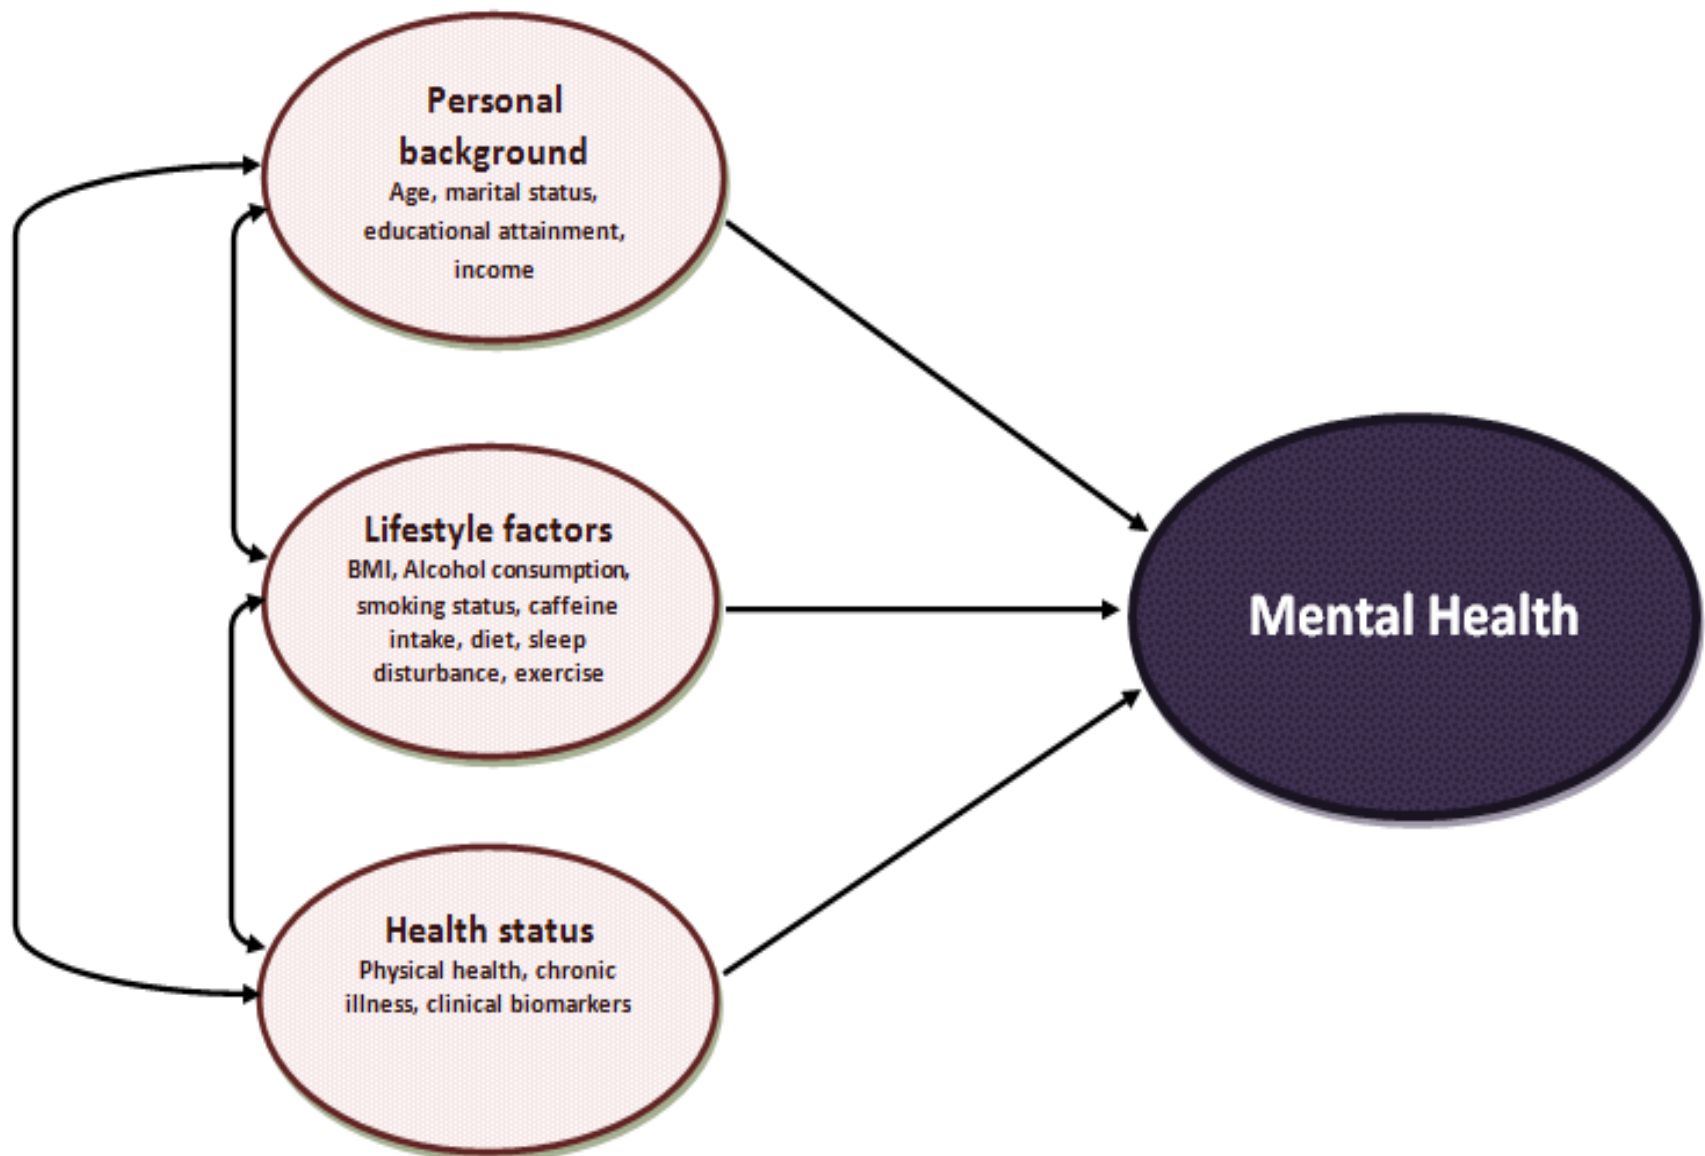 Personal
background
Age, marital status,
educational attainment,
income
Lifestyle factors
BMI, Alcohol consumption,
smoking status, caffeine
intake, diet, sleep
disturbance, exercise
Mental Health
Health status
Physical health, chronic
illness, clinical biomarkers